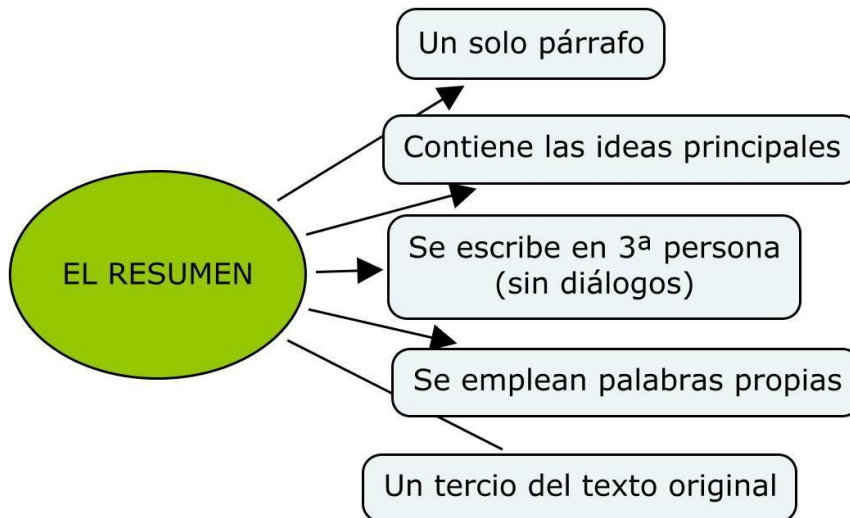 Un solo párrafo
Contiene las ideas principales
EL RESUMEN
Se escribe en 3ª persona
(sin diálogos)
Se emplean palabras propias
Un tercio del texto original